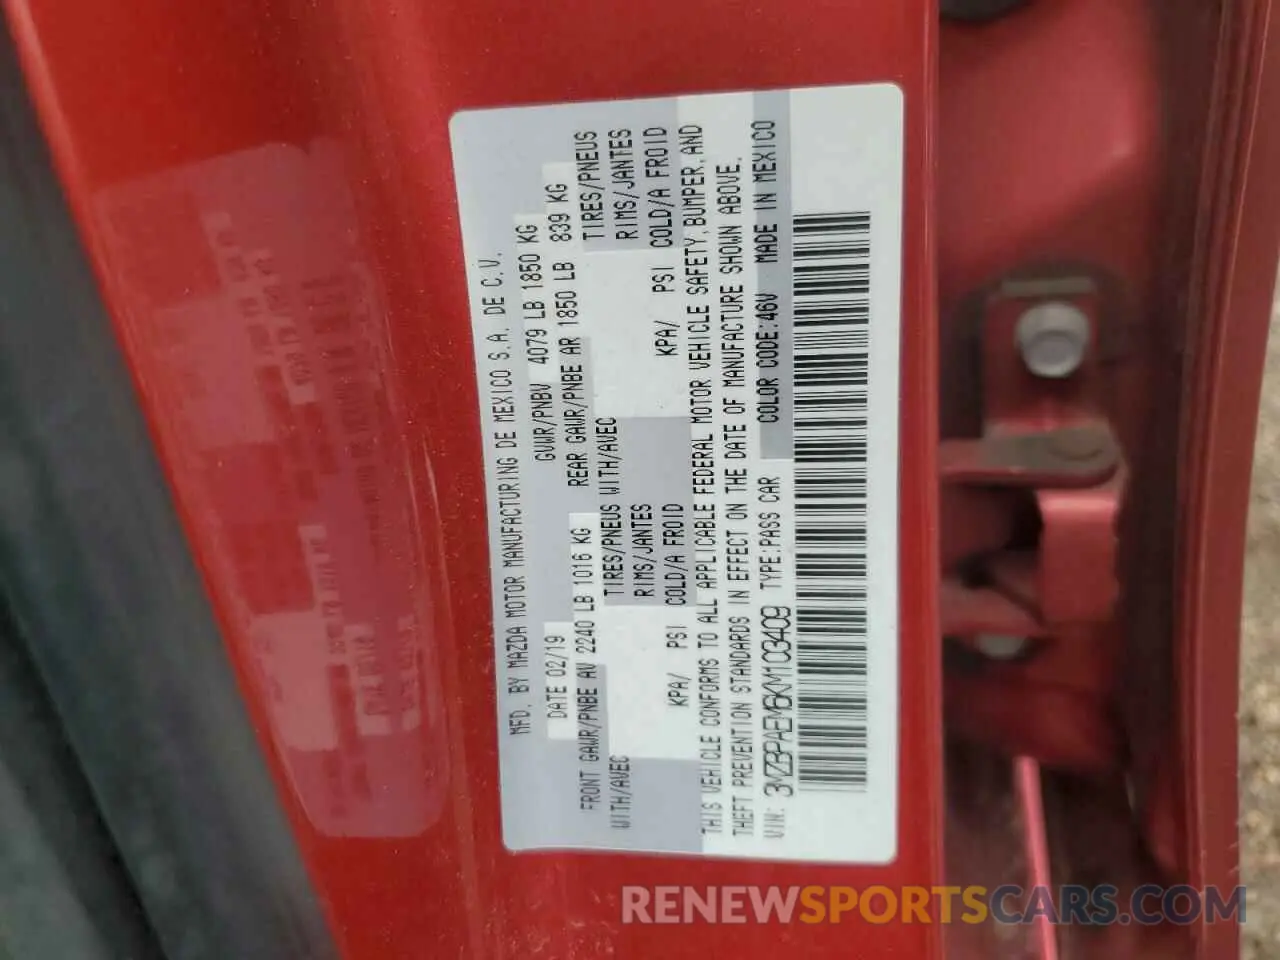 MFD. BY MAZDA MOTOR MANUFACTURING DE MEXICO S.A. DE C.V.
DATE 02/19 GVWR/PNBV 4079 LB 1850 KG
FRONT GAWR/PNBE AV 2240 LB 1016 KG REAR GAWR/PNBE AR 1850 LB 839 KG
WITH/AVEC TIRES/PNEUS WITH/AVEC TIRES/PNEUS
RIMS/JANTES RIMS/JANTES
KPA/ PSI COLD/A FROID KPA/ PSI COLD/A FROID
THIS VEHICLE CONFORMS TO ALL APPLICABLE FEDERAL MOTOR VEHICLE SAFETY, BUMPER, AND
THEFT PREVENTION STANDARDS IN EFFECT ON THE DATE OF MANUFACTURE SHOWN ABOVE.
VIN: 3MZBPAEM6KM103409 TYPE:PASS CAR COLOR CODE:46V MADE IN MEXICO
RENEWSPORTSCARS.COM